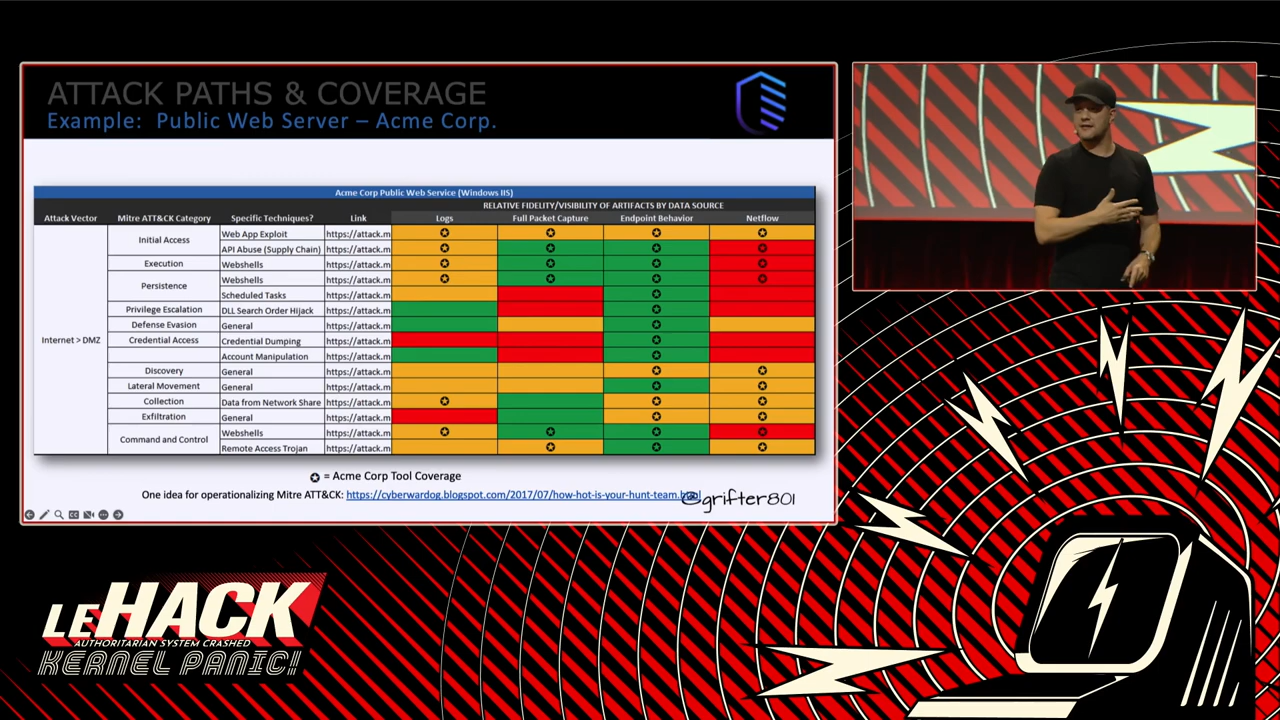 ATTACK PATHS & COVERAGE
Example: Public Web Server – Acme Corp.
Acme Corp Public Web Service (Windows IIS)
RELATIVE FIDELITY/VISIBILITY OF ARTIFACTS BY DATA SOURCE
Attack Vector Mitre ATT&CK Category Specific Techniques? Link Logs Full Packet Capture Endpoint Behavior Netflow
Internet > DMZ
Initial Access
Web App Exploit https://attack.m
API Abuse (Supply Chain) https://attack.m
Execution Webshells https://attack.m
Persistence
Webshells https://attack.m
Scheduled Tasks https://attack.m
Privilege Escalation DLL Search Order Hijack https://attack.m
Defense Evasion General https://attack.m
Credential Access Credential Dumping https://attack.m
Account Manipulation https://attack.m
Discovery General https://attack.m
Lateral Movement General https://attack.m
Collection Data from Network Share https://attack.m
Exfiltration General https://attack.m
Command and Control
Webshells https://attack.m
Remote Access Trojan https://attack.m
= Acme Corp Tool Coverage
One idea for operationalizing Mitre ATT&CK: https://cyberwardog.blogspot.com/2017/07/how-hot-is-your-hunt-team.html
@grifter801
LEHACK
AUTHORITARIAN SYSTEM CRASHED
KERNEL PANIC!